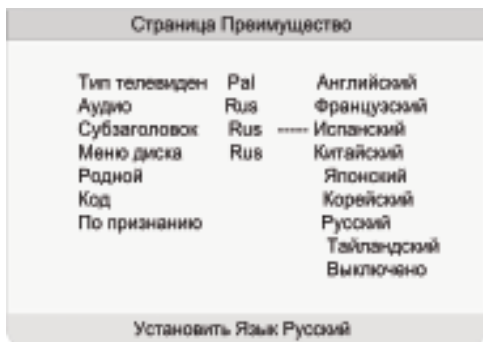 Страница Преимущество
Тип телевиден Pal Английский
Аудио Rus Французский
Субзаголовок Rus ----- Испанский
Меню диска Rus Китайский
Родной Японский
Код Корейский
По признанию Русский
Тайландский
Выключено
Установить Язык Русский